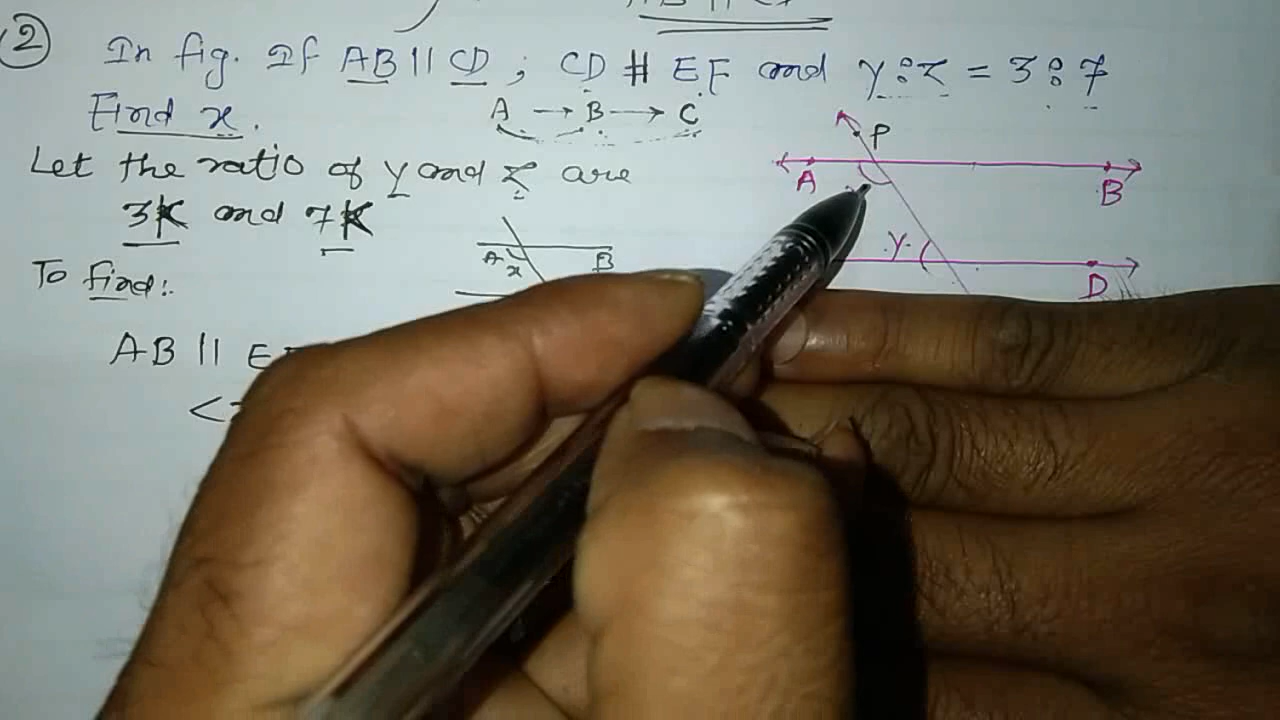 2 In fig. If AB || CD ; CD # EF and y:z = 3:7
Find x.
A → B → C
Let the ratio of y and z are
3K and 7K
To find:
AB ||
P
A
B
y
D
A
x
B